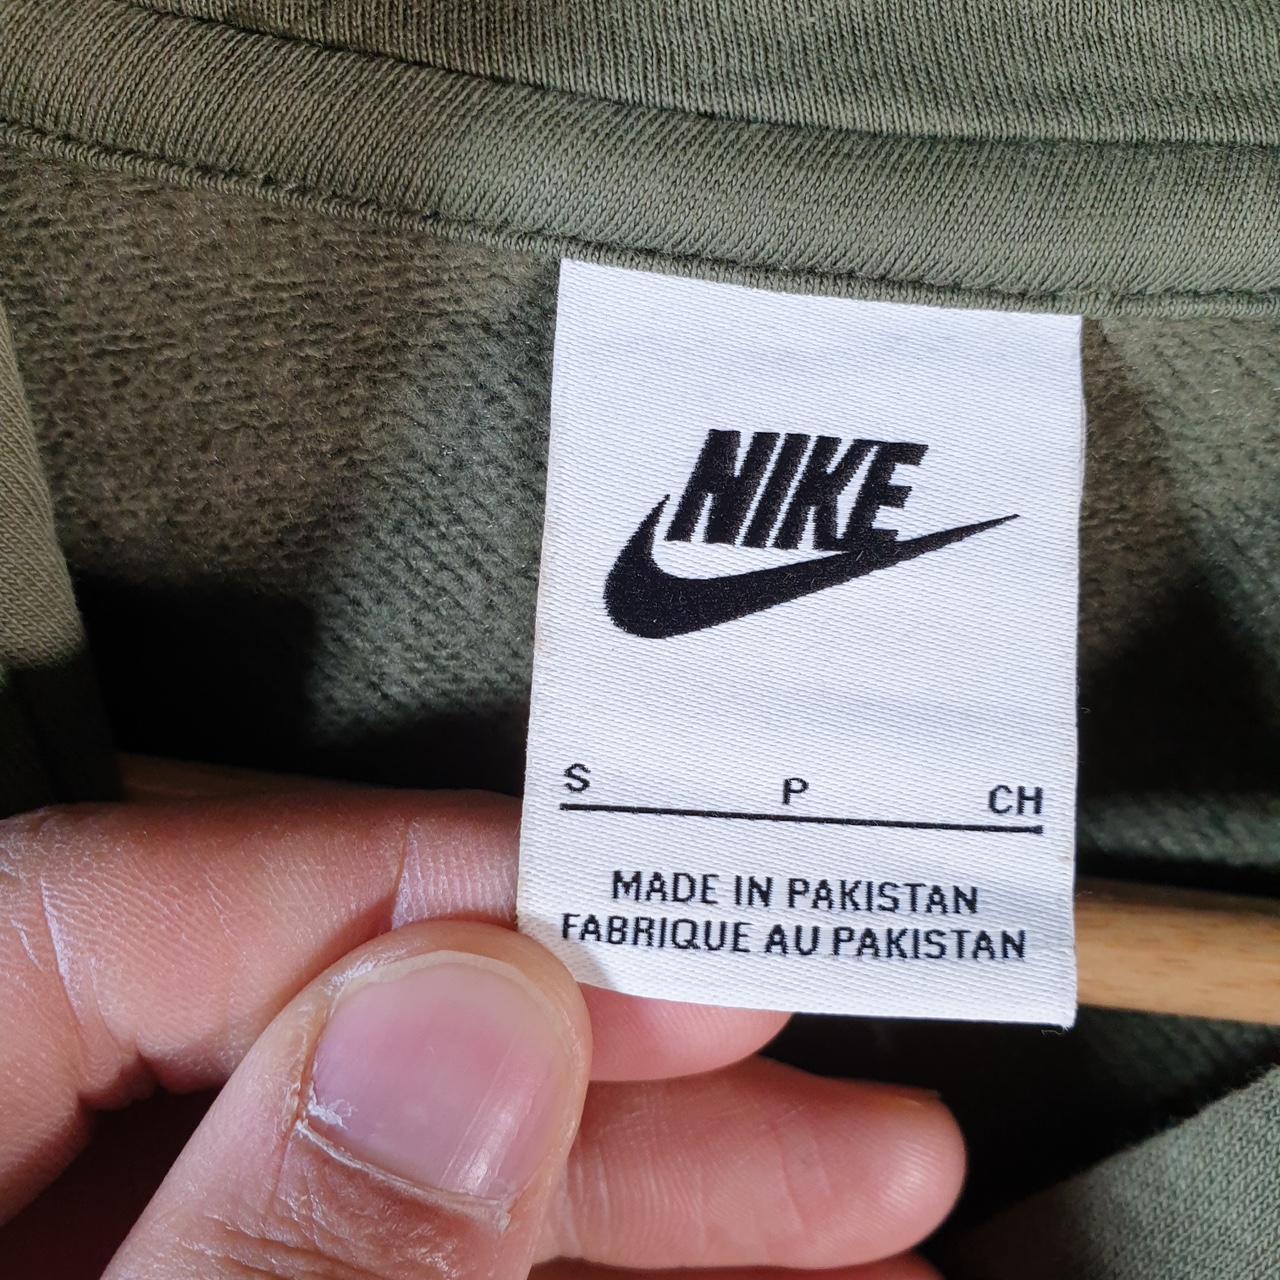 NIKE
S P CH
MADE IN PAKISTAN
FABRIQUE AU PAKISTAN